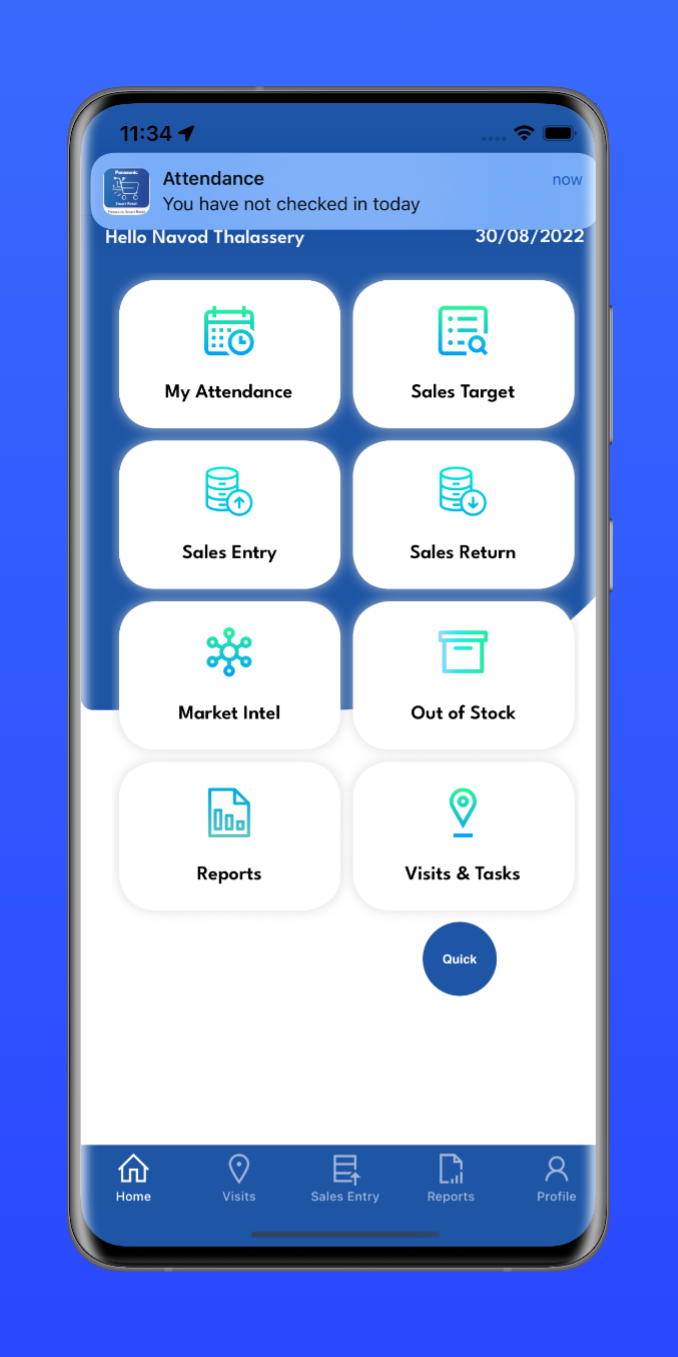 11:34
Panasonic
Attendance
now
You have not checked in today
Hello Navod Thalassery
30/08/2022
My Attendance
Sales Target
Sales Entry
Sales Return
Market Intel
Out of Stock
Reports
Visits & Tasks
Quick
Home
Visits
Sales Entry
Reports
Profile